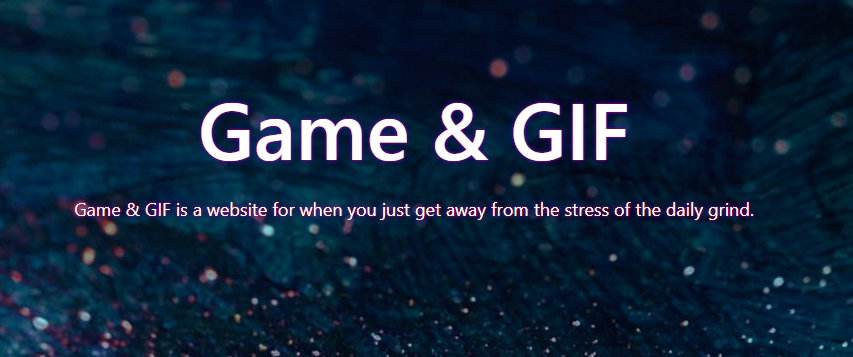 Game & GIF
Game & GIF is a website for when you just get away from the stress of the daily grind.